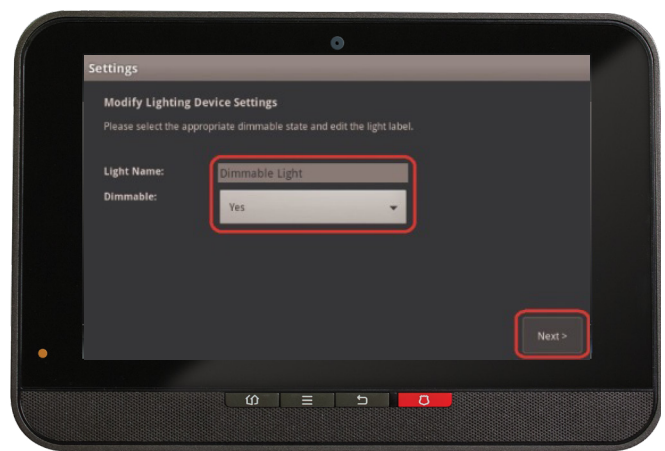 Settings
Modify Lighting Device Settings
Please select the appropriate dimmable state and edit the light label.
Light Name:
Dimmable Light
Dimmable:
Yes
Next >